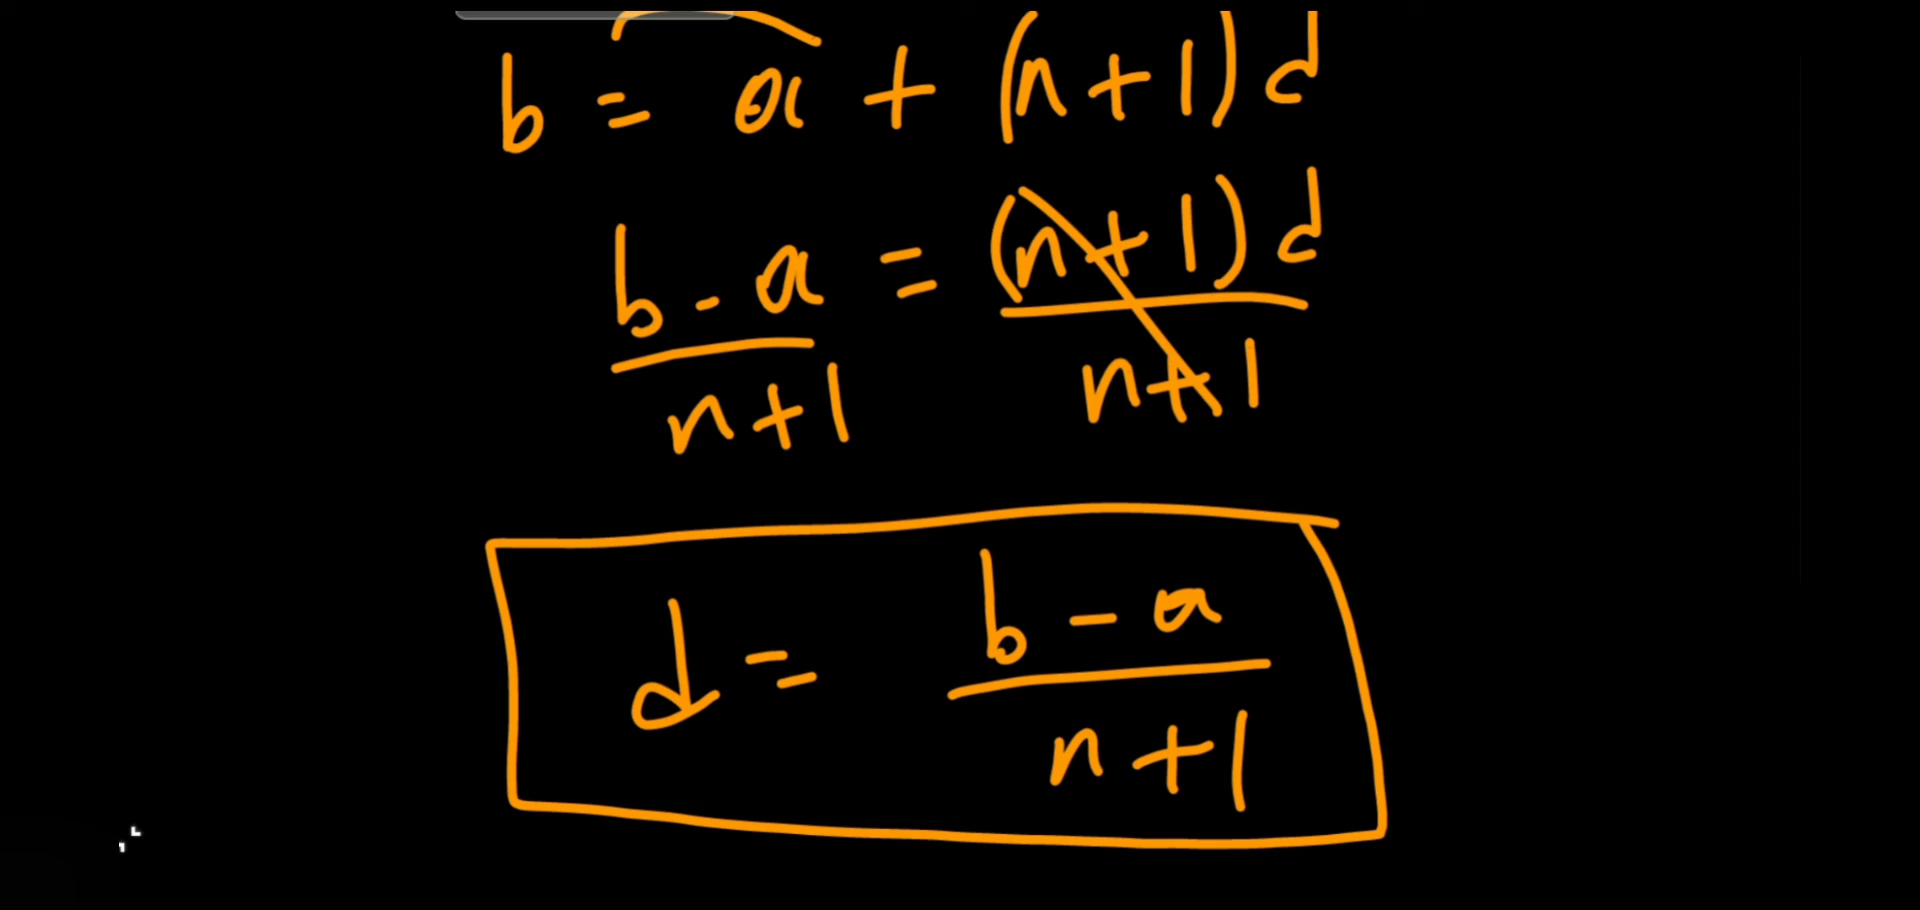 b = a + (n+1)d
b - a = (n+1)d
n+1 n+1
d = b - a
n+1